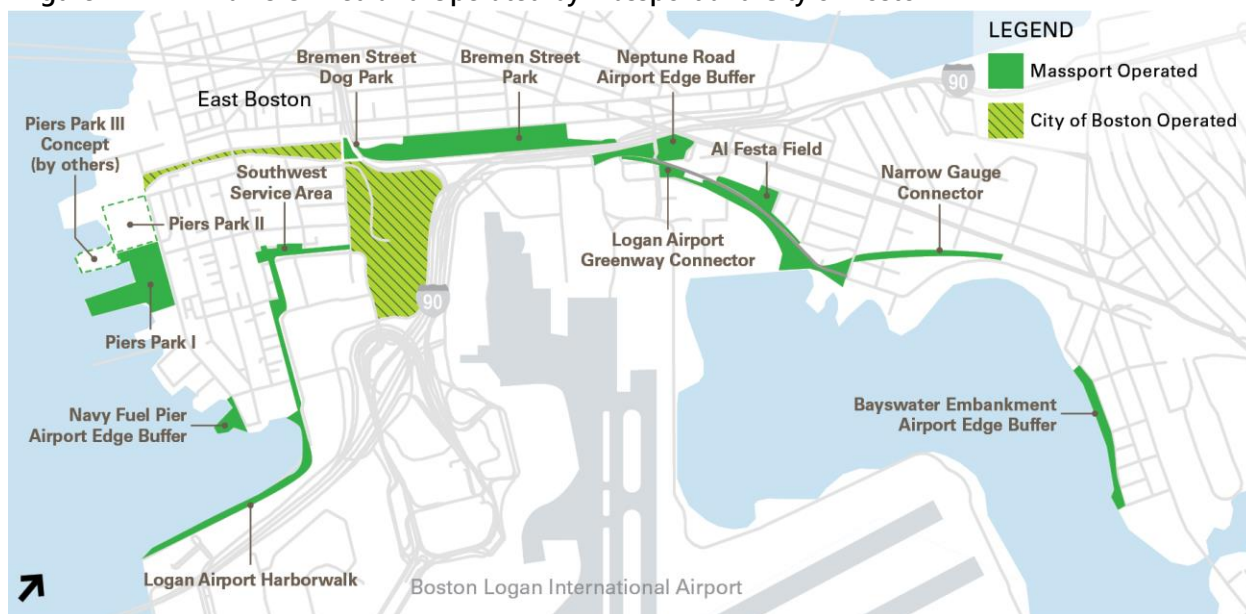 LEGEND
Massport Operated
City of Boston Operated
Bremen Street
Dog Park
Bremen Street
Park
Neptune Road
Airport Edge Buffer
90
East Boston
Piers Park III
Concept
(by others)
Southwest
Service Area
Al Festa Field
Narrow Gauge
Connector
Piers Park II
Logan Airport
Greenway Connector
90
Piers Park I
Navy Fuel Pier
Airport Edge Buffer
Bayswater Embankment
Airport Edge Buffer
Logan Airport Harborwalk
Boston Logan International Airport